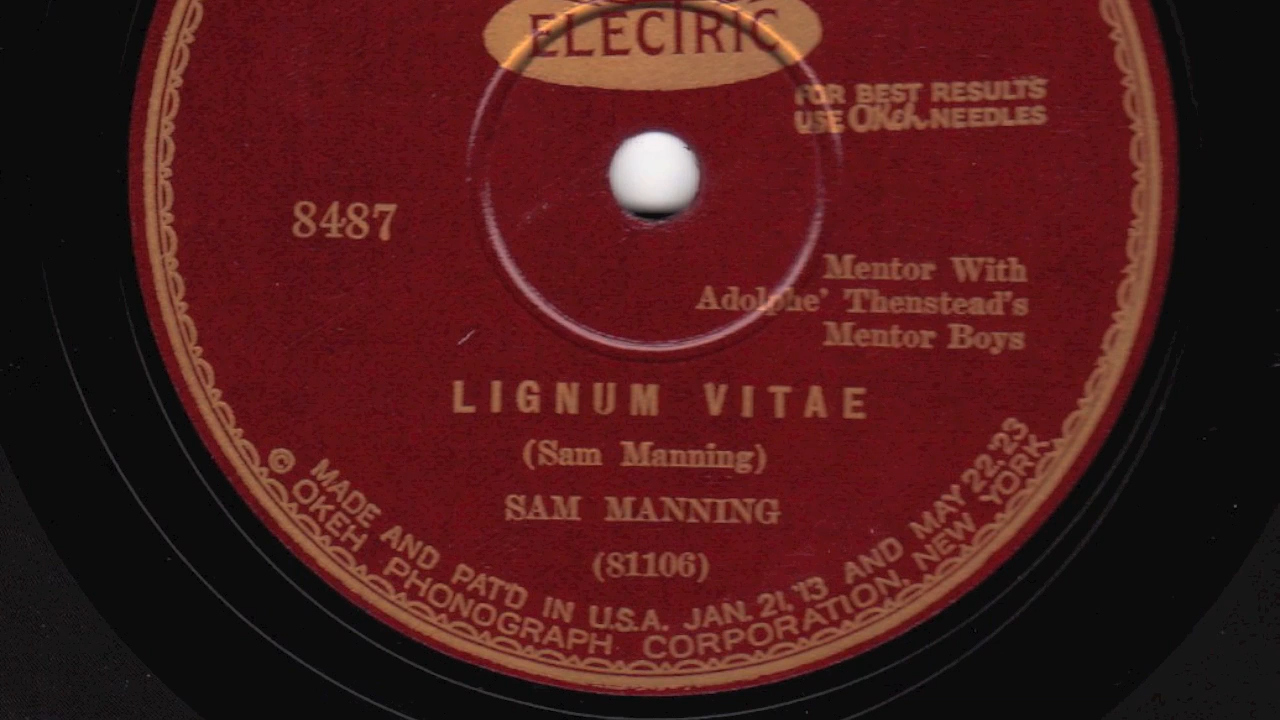 ELECTRIC
FOR BEST RESULTS
USE OKeh NEEDLES
8487
Mentor With
Adolphe' Thenstead's
Mentor Boys
LIGNUM VITAE
(Sam Manning)
SAM MANNING
(81106)
MADE AND PAT'D IN U.S.A. JAN. 21, '13 AND MAY 22, '23
© OKEH PHONOGRAPH CORPORATION, NEW YORK